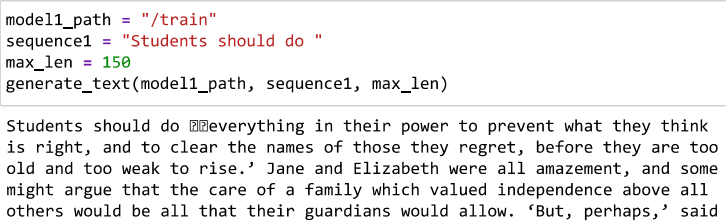 model1_path = "/train"
sequence1 = "Students should do "
max_len = 150
generate_text(model1_path, sequence1, max_len)
Students should do ��everything in their power to prevent what they think
is right, and to clear the names of those they regret, before they are too
old and too weak to rise.’ Jane and Elizabeth were all amazement, and some
might argue that the care of a family which valued independence above all
others would be all that their guardians would allow. ‘But, perhaps,’ said